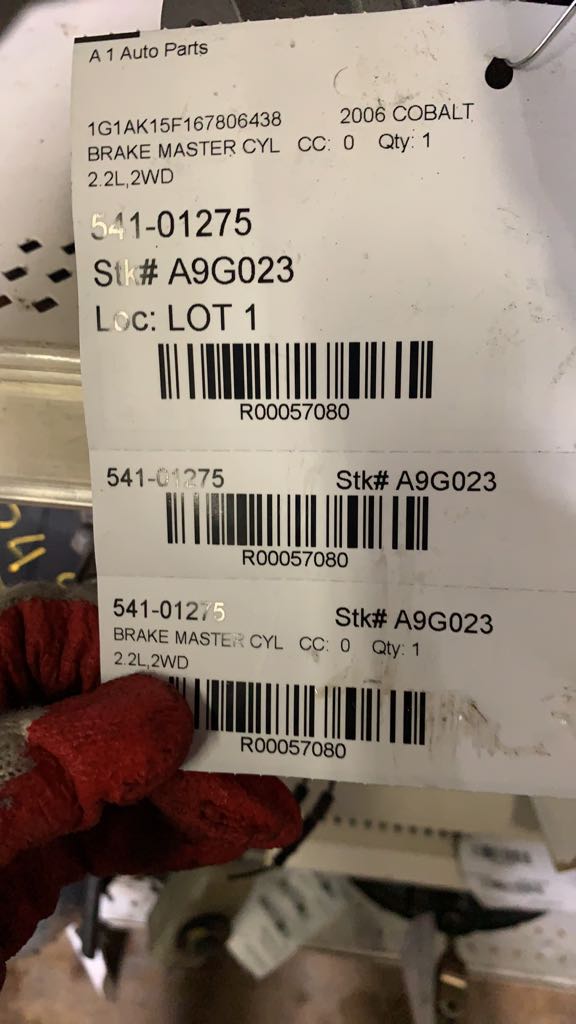 A 1 Auto Parts
1G1AK15F167806438 2006 COBALT
BRAKE MASTER CYL CC: 0 Qty: 1
2.2L,2WD
541-01275
Stk# A9G023
Loc: LOT 1
R00057080
541-01275 Stk# A9G023
R00057080
541-01275 Stk# A9G023
BRAKE MASTER CYL CC: 0 Qty: 1
2.2L,2WD
R00057080